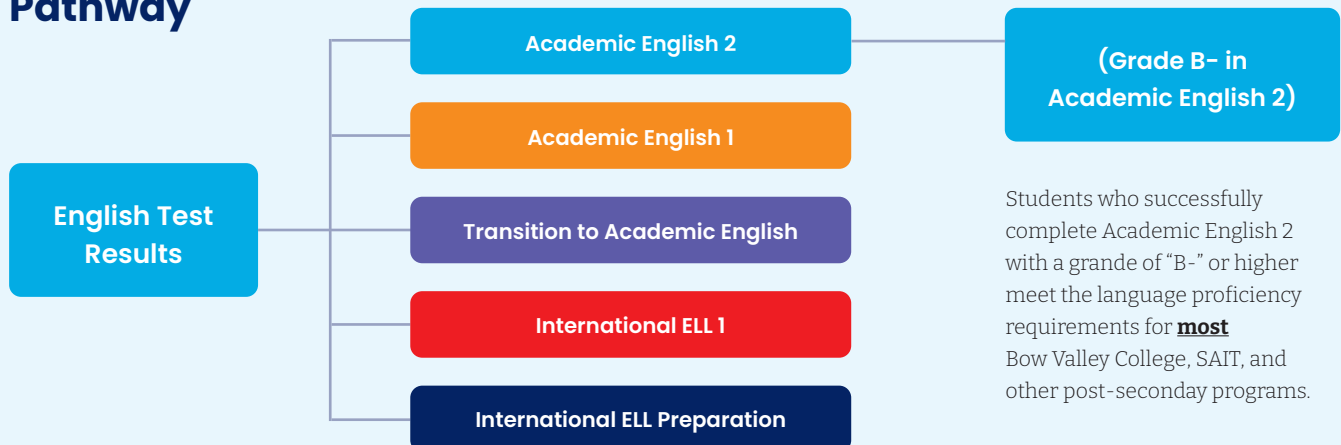 Pathway
English Test
Results
Academic English 2
Academic English 1
Transition to Academic English
International ELL 1
International ELL Preparation
(Grade B- in
Academic English 2)
Students who successfully
complete Academic English 2
with a grande of “B-” or higher
meet the language proficiency
requirements for most
Bow Valley College, SAIT, and
other post-seconday programs.